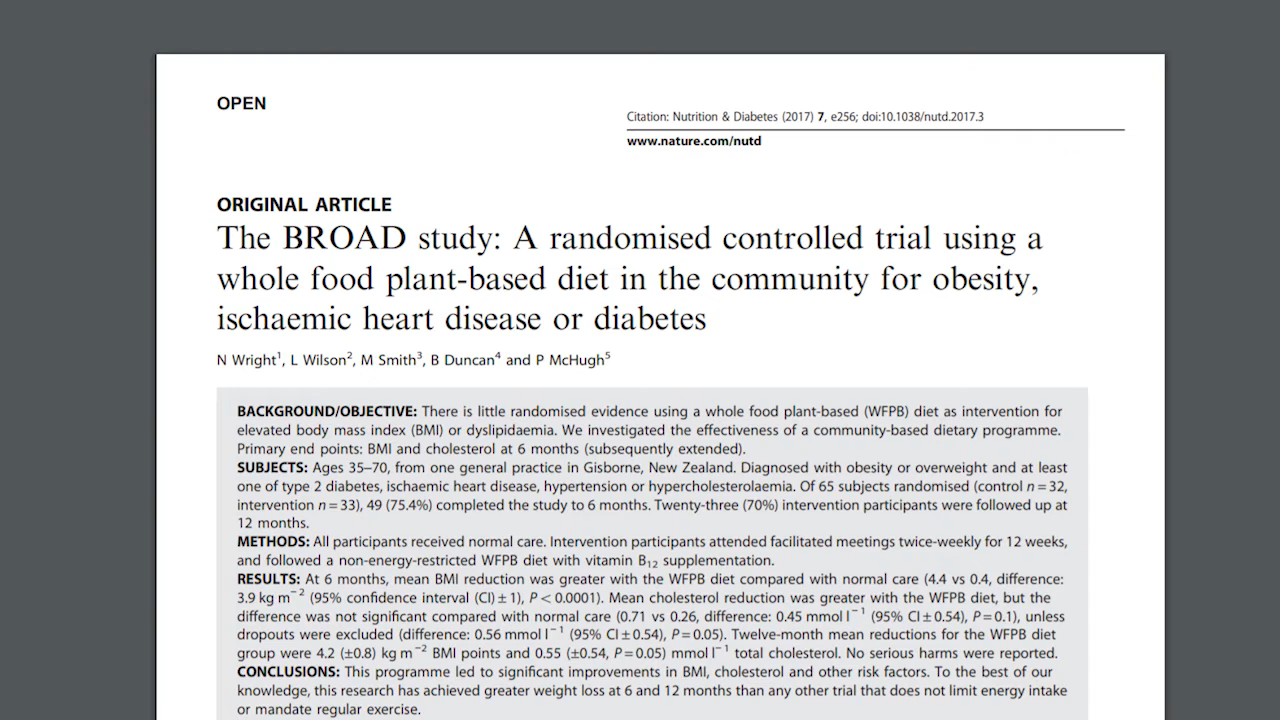 OPEN
Citation: Nutrition & Diabetes (2017) 7, e256; doi:10.1038/nutd.2017.3
www.nature.com/nutd
ORIGINAL ARTICLE
The BROAD study: A randomised controlled trial using a
whole food plant-based diet in the community for obesity,
ischaemic heart disease or diabetes
N Wright¹, L Wilson², M Smith³, B Duncan⁴ and P McHugh⁵
BACKGROUND/OBJECTIVE: There is little randomised evidence using a whole food plant-based (WFPB) diet as intervention for
elevated body mass index (BMI) or dyslipidaemia. We investigated the effectiveness of a community-based dietary programme.
Primary end points: BMI and cholesterol at 6 months (subsequently extended).
SUBJECTS: Ages 35–70, from one general practice in Gisborne, New Zealand. Diagnosed with obesity or overweight and at least
one of type 2 diabetes, ischaemic heart disease, hypertension or hypercholesterolaemia. Of 65 subjects randomised (control n = 32,
intervention n = 33), 49 (75.4%) completed the study to 6 months. Twenty-three (70%) intervention participants were followed up at
12 months.
METHODS: All participants received normal care. Intervention participants attended facilitated meetings twice-weekly for 12 weeks,
and followed a non-energy-restricted WFPB diet with vitamin B₁₂ supplementation.
RESULTS: At 6 months, mean BMI reduction was greater with the WFPB diet compared with normal care (4.4 vs 0.4, difference:
3.9 kg m⁻² (95% confidence interval (CI) ± 1), P < 0.0001). Mean cholesterol reduction was greater with the WFPB diet, but the
difference was not significant compared with normal care (0.71 vs 0.26, difference: 0.45 mmol l⁻¹ (95% CI ± 0.54), P = 0.1), unless
dropouts were excluded (difference: 0.56 mmol l⁻¹ (95% CI ± 0.54), P = 0.05). Twelve-month mean reductions for the WFPB diet
group were 4.2 (±0.8) kg m⁻² BMI points and 0.55 (±0.54, P = 0.05) mmol l⁻¹ total cholesterol. No serious harms were reported.
CONCLUSIONS: This programme led to significant improvements in BMI, cholesterol and other risk factors. To the best of our
knowledge, this research has achieved greater weight loss at 6 and 12 months than any other trial that does not limit energy intake
or mandate regular exercise.